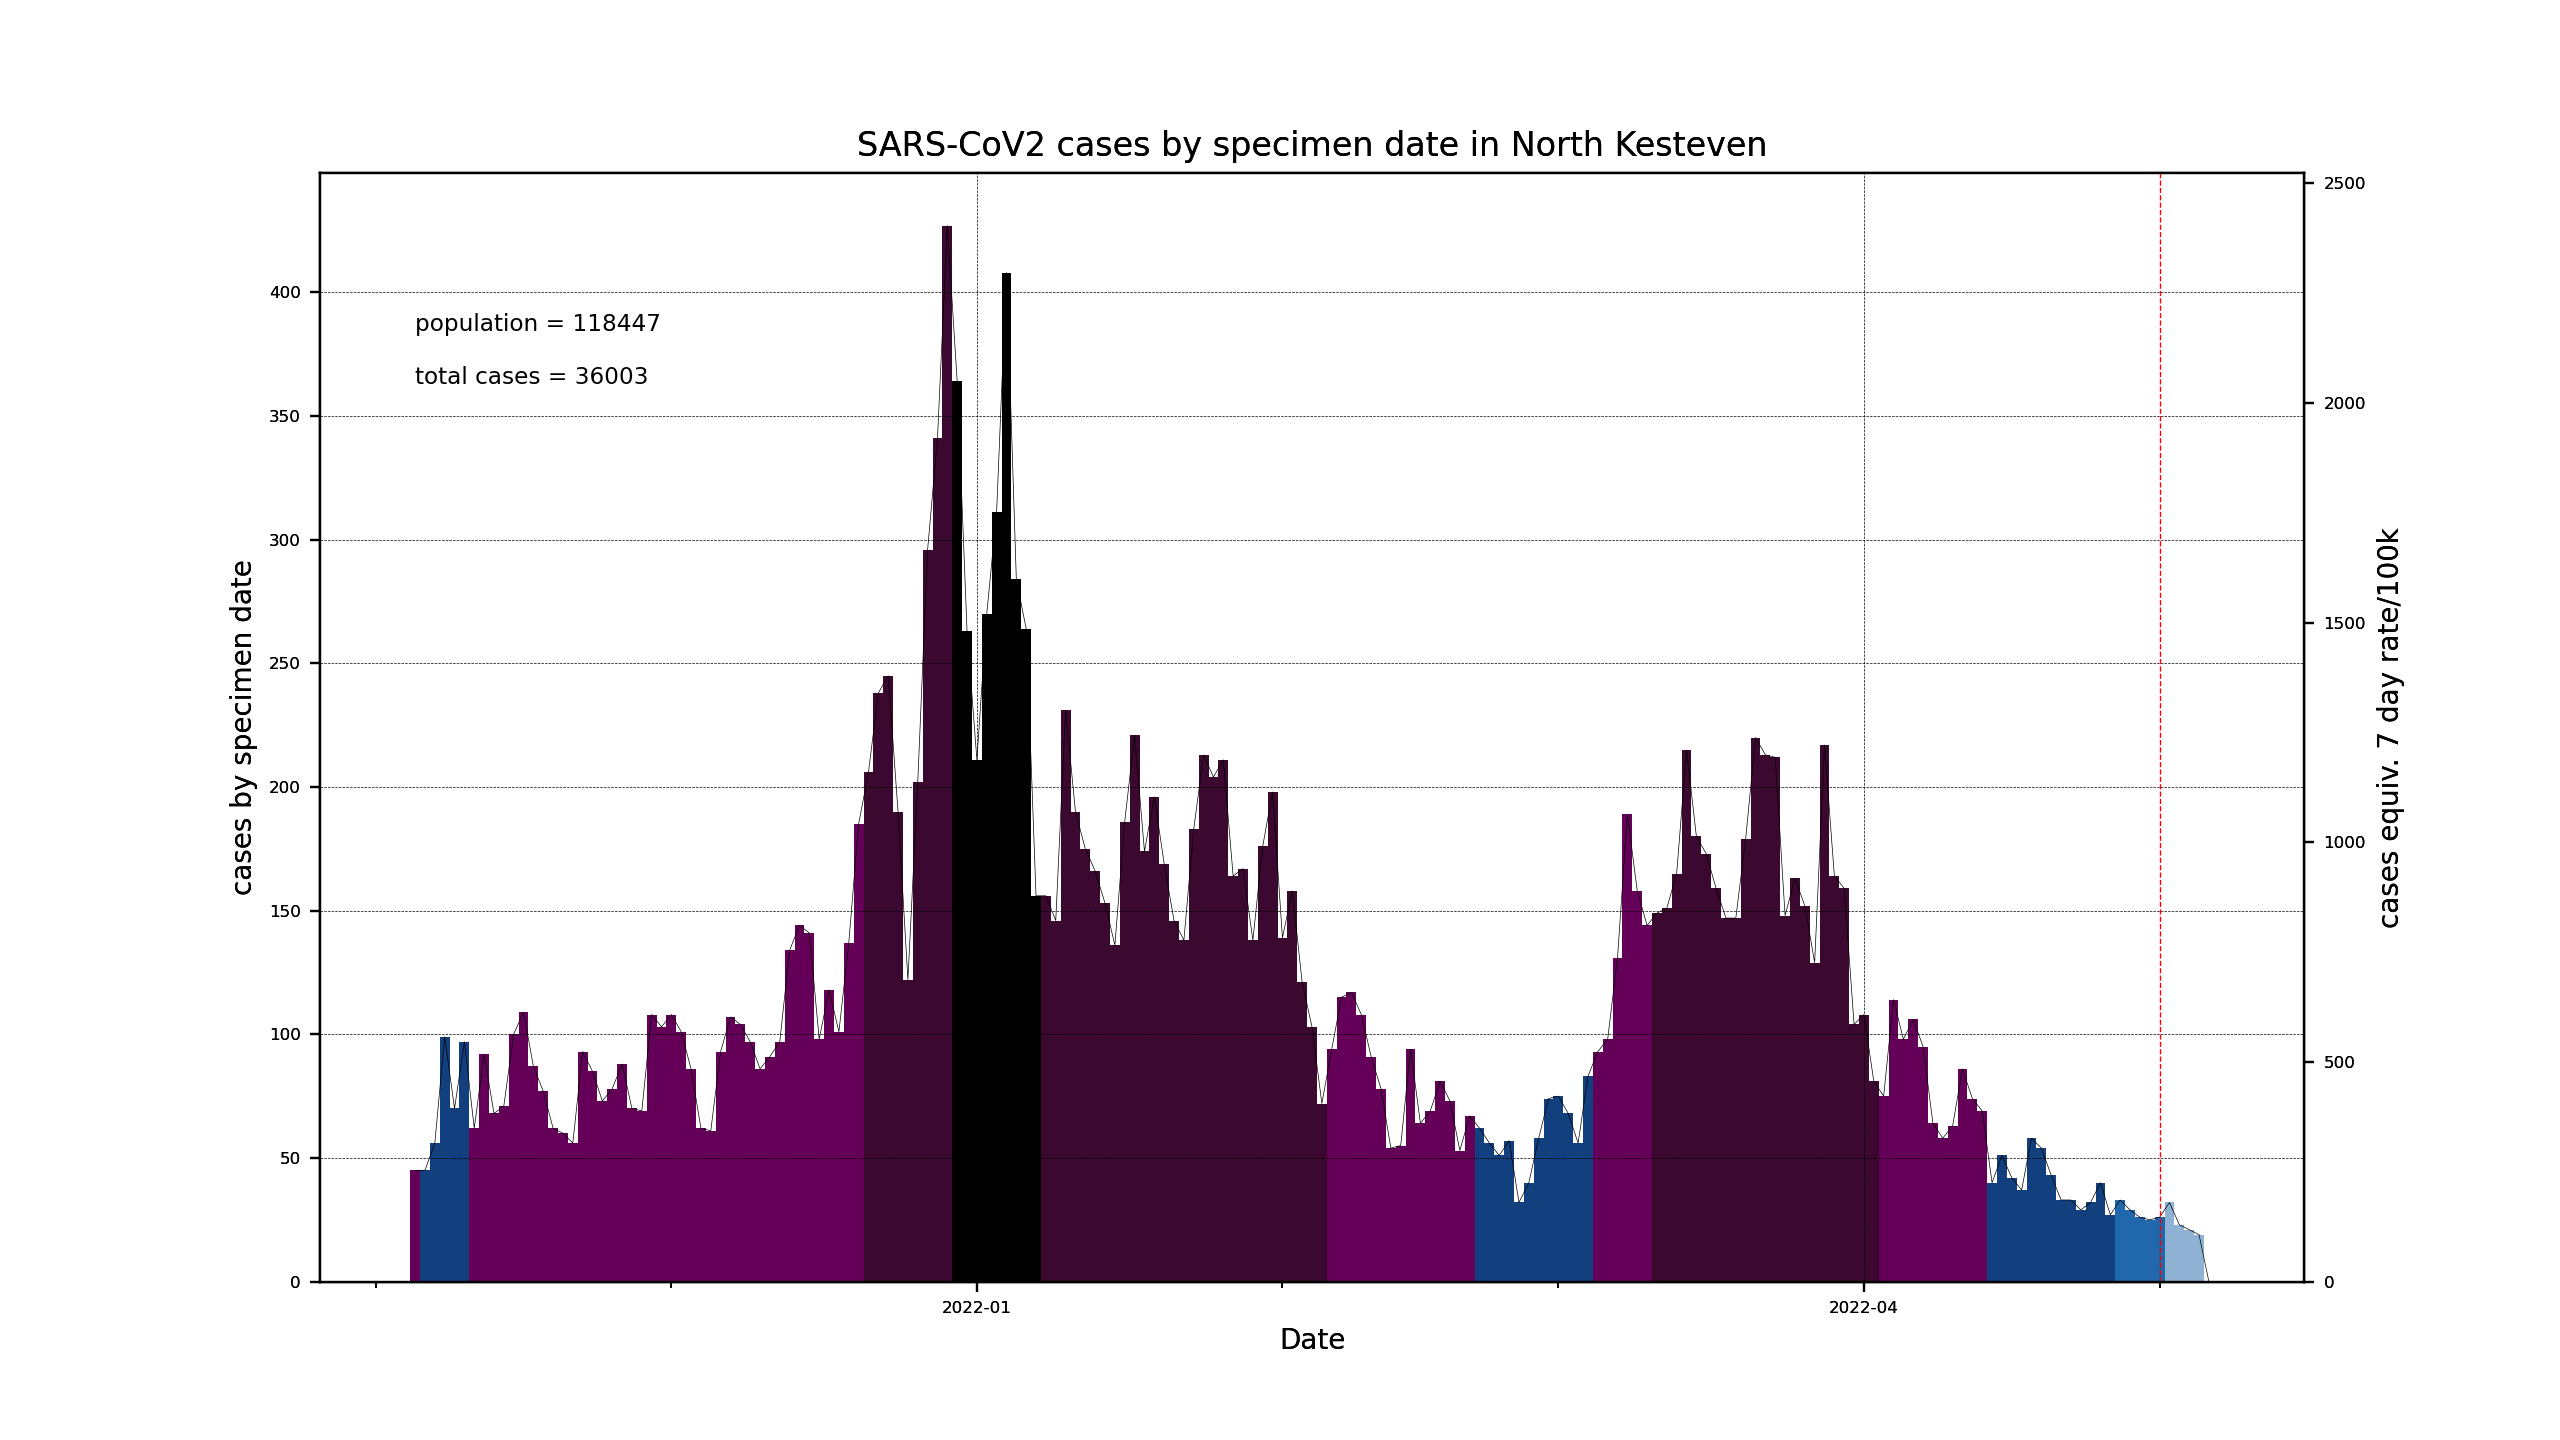 SARS-CoV2 cases by specimen date in North Kesteven
population = 118447
total cases = 36003
cases by specimen date
400
350
300
250
200
150
100
50
0
2500
2000
1500
1000
500
0
cases equiv. 7 day rate/100k
2022-01
2022-04
Date